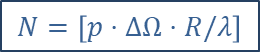 N = [p · ΔΩ · R/λ]